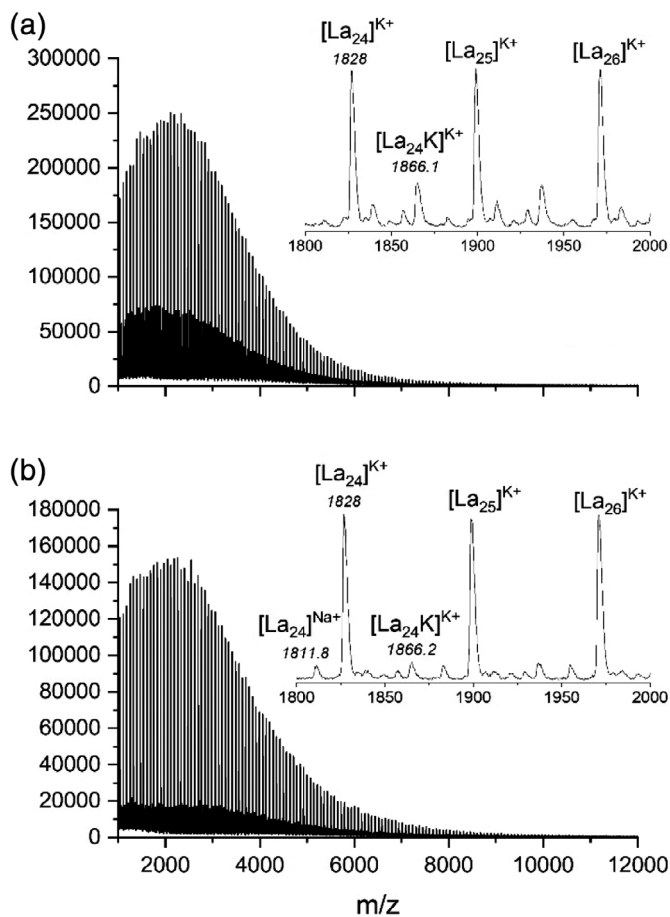 (a)
[La24]K+
1828
[La25]K+
[La26]K+
[La24K]K+
1866.1
300000
250000
200000
150000
100000
50000
0
1800 1850 1900 1950 2000
(b)
[La24]K+
1828
[La25]K+
[La26]K+
[La24]Na+
1811.8
[La24K]K+
1866.2
180000
160000
140000
120000
100000
80000
60000
40000
20000
0
1800 1850 1900 1950 2000
2000 4000 6000 8000 10000 12000
m/z